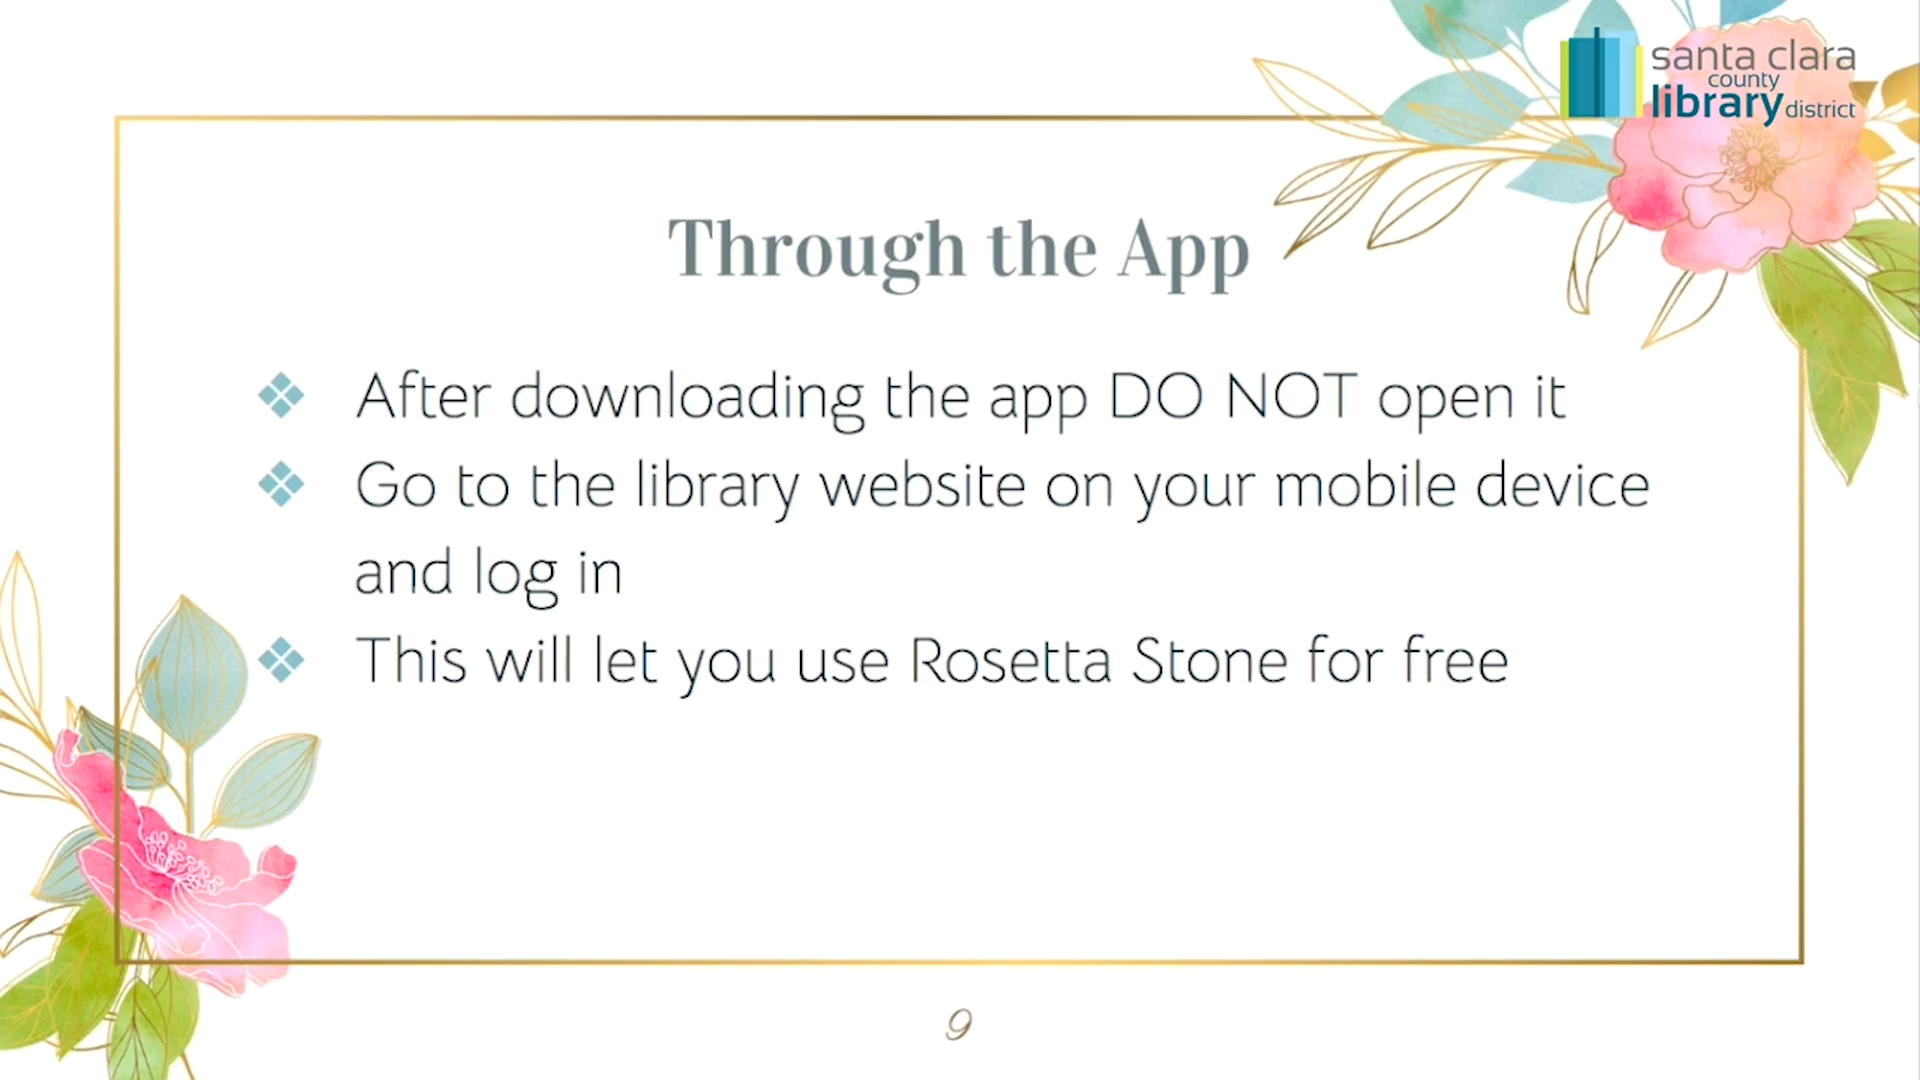 santa clara
county
library district
Through the App
After downloading the app DO NOT open it
Go to the library website on your mobile device
and log in
This will let you use Rosetta Stone for free
9